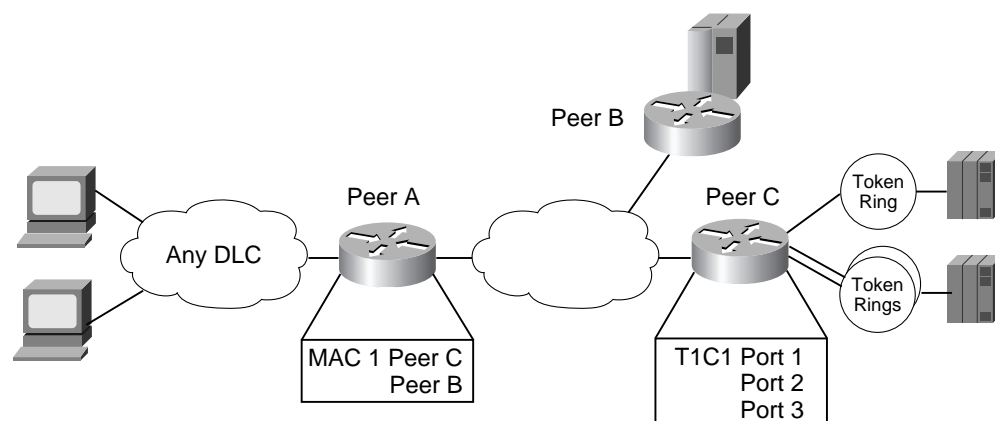 Peer B
Peer A
Peer C
Token
Ring
Any DLC
Token
Rings
MAC 1 Peer C
Peer B
T1C1 Port 1
Port 2
Port 3